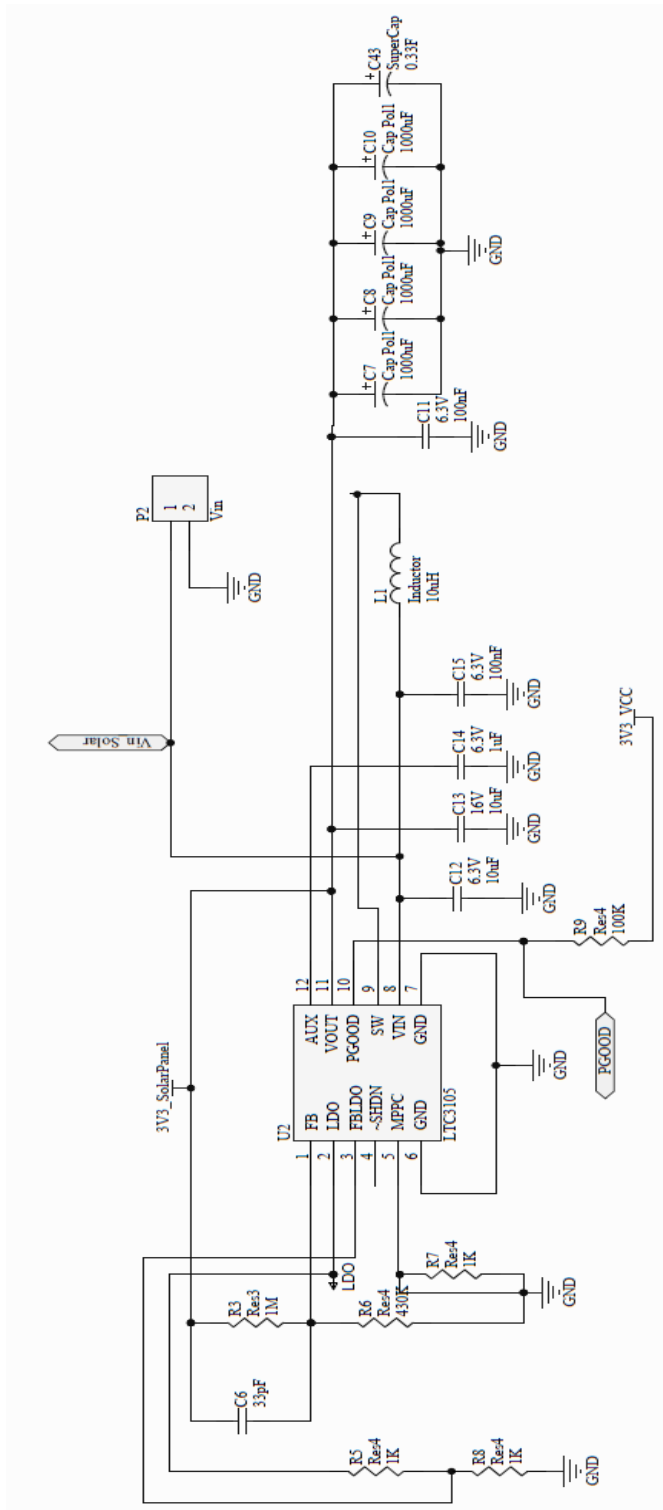 + C43
SuperCap
0.33F
+ C10
Cap Pol1
1000uF
+ C9
Cap Pol1
1000uF
+ C8
Cap Pol1
1000uF
+ C7
Cap Pol1
1000uF
GND
C11
6.3V
100nF
GND
P2
1
2
Vin
GND
L1
Inductor
10uH
Vin_Solar
C15
6.3V
100nF
GND
C14
6.3V
1uF
GND
C13
16V
10uF
GND
C12
6.3V
10uF
GND
3V3_VCC
R9
Res4
100K
PGOOD
3V3_SolarPanel
U2
12
11
10
9
8
7
AUX
VOUT
PGOOD
SW
VIN
GND
FB
LDO
FBLDO
~SHDN
MPPC
GND
1
2
3
4
5
6
LTC3105
GND
LDO
R3
Res3
1M
R6
Res4
430K
R7
Res4
1K
GND
C6
33pF
R5
Res4
1K
R8
Res4
1K
GND